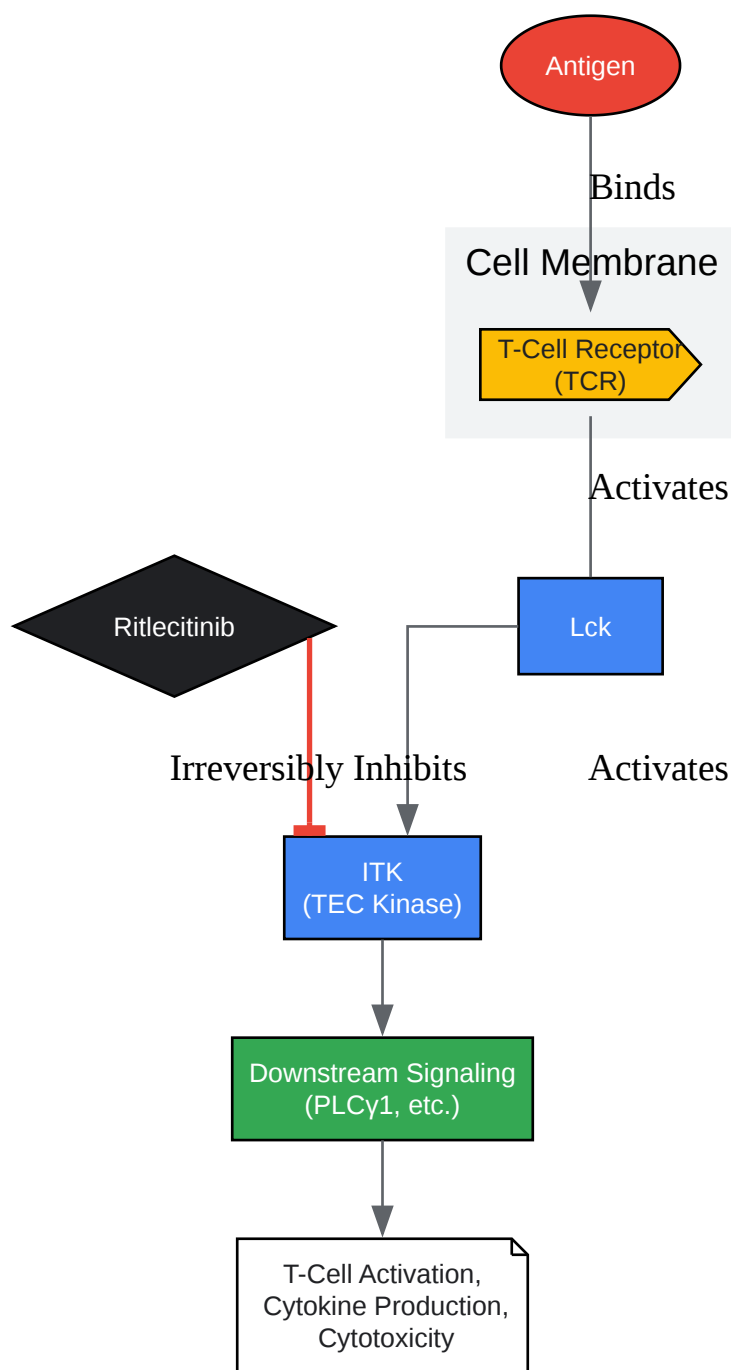 Antigen
Binds
Cell Membrane
T-Cell Receptor
(TCR)
Activates
Ritlecitinib
Lck
Irreversibly Inhibits
Activates
ITK
(TEC Kinase)
Downstream Signaling
(PLCγ1, etc.)
T-Cell Activation,
Cytokine Production,
Cytotoxicity